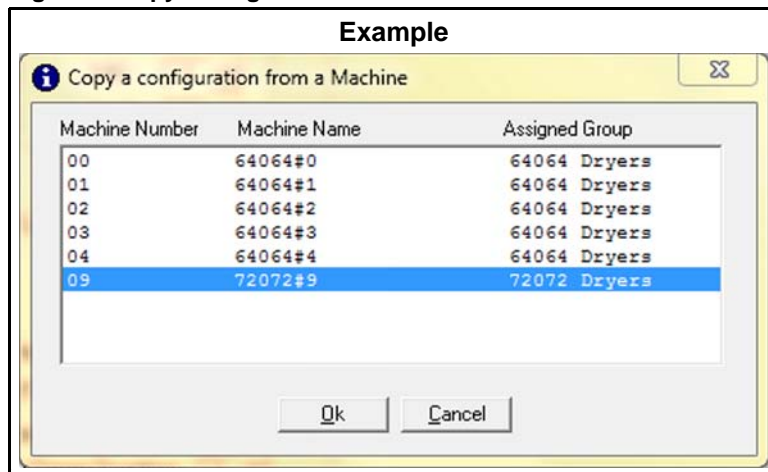 Example
Copy a configuration from a Machine
Machine Number Machine Name Assigned Group
00 64064#0 64064 Dryers
01 64064#1 64064 Dryers
02 64064#2 64064 Dryers
03 64064#3 64064 Dryers
04 64064#4 64064 Dryers
09 72072#9 72072 Dryers
Ok Cancel